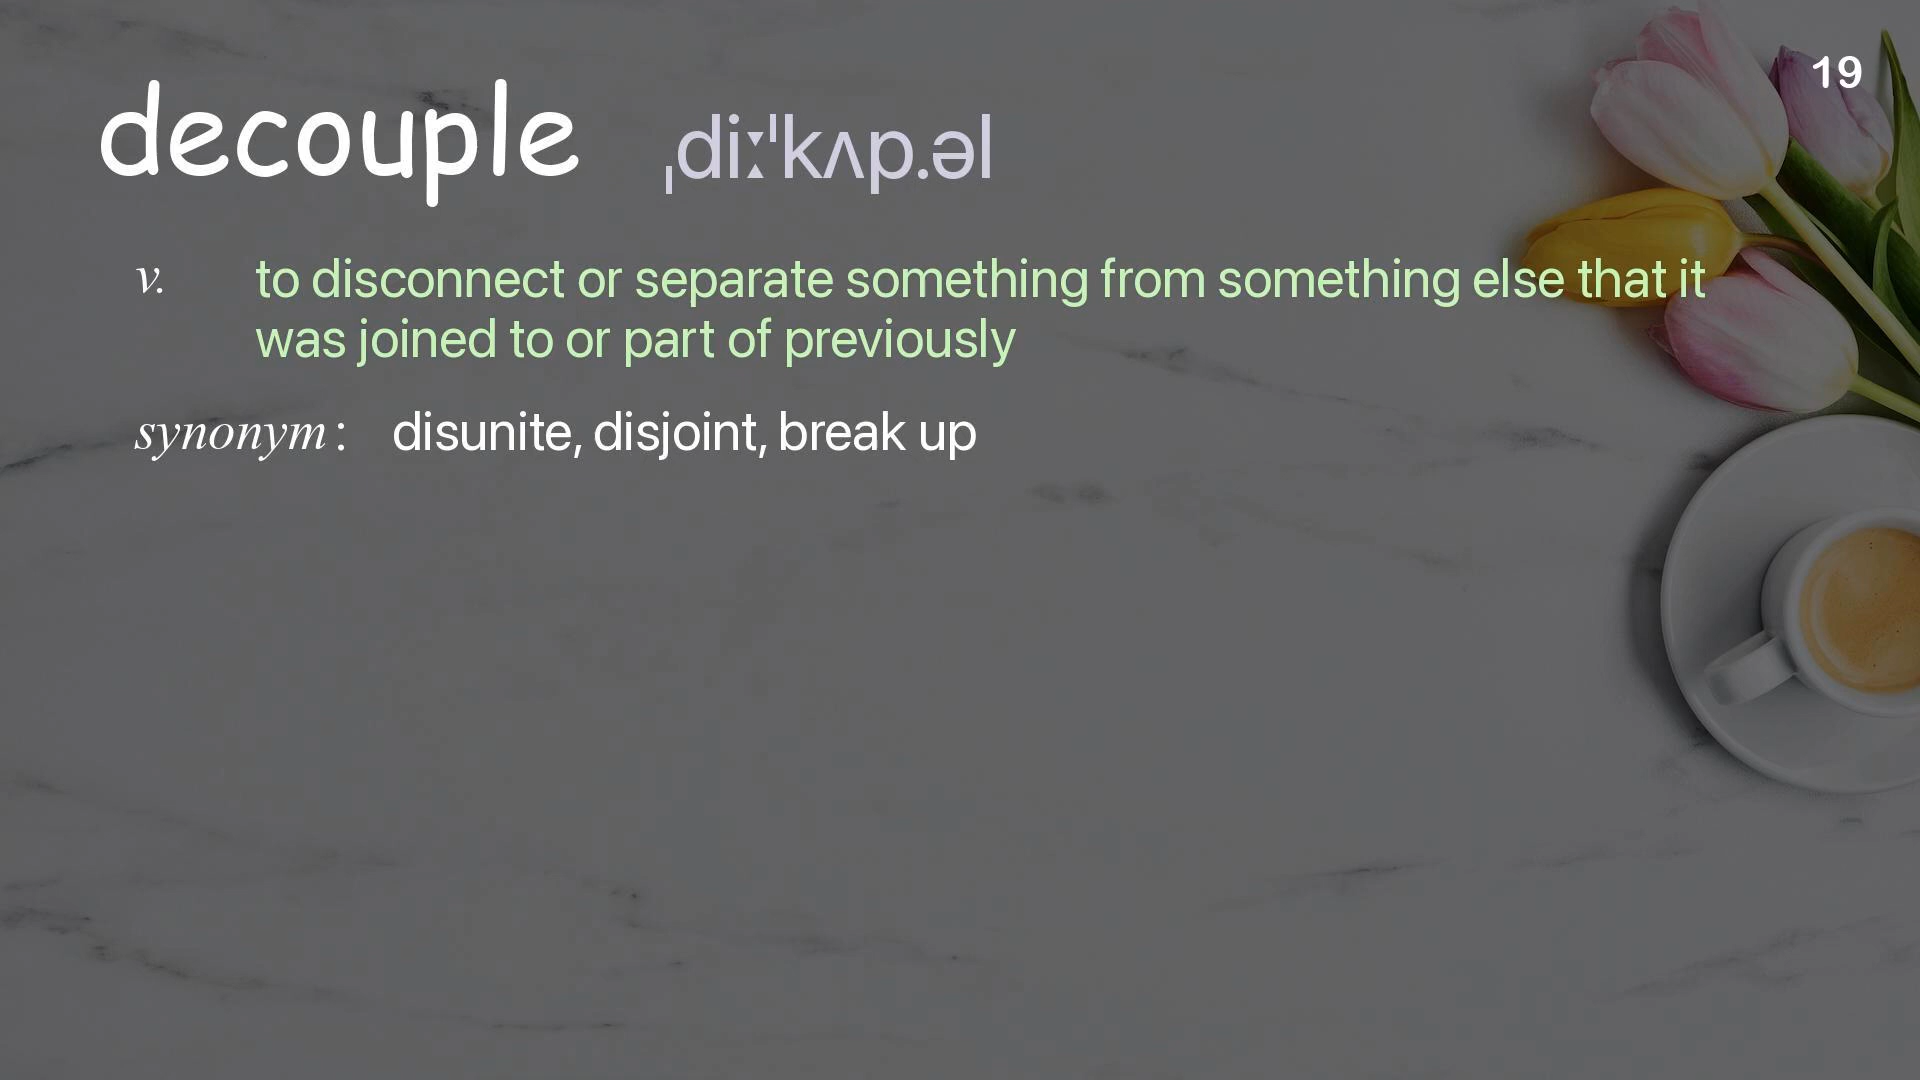 19
decouple ˌdiːˈkʌp.əl
v. to disconnect or separate something from something else that it
was joined to or part of previously
synonym : disunite, disjoint, break up